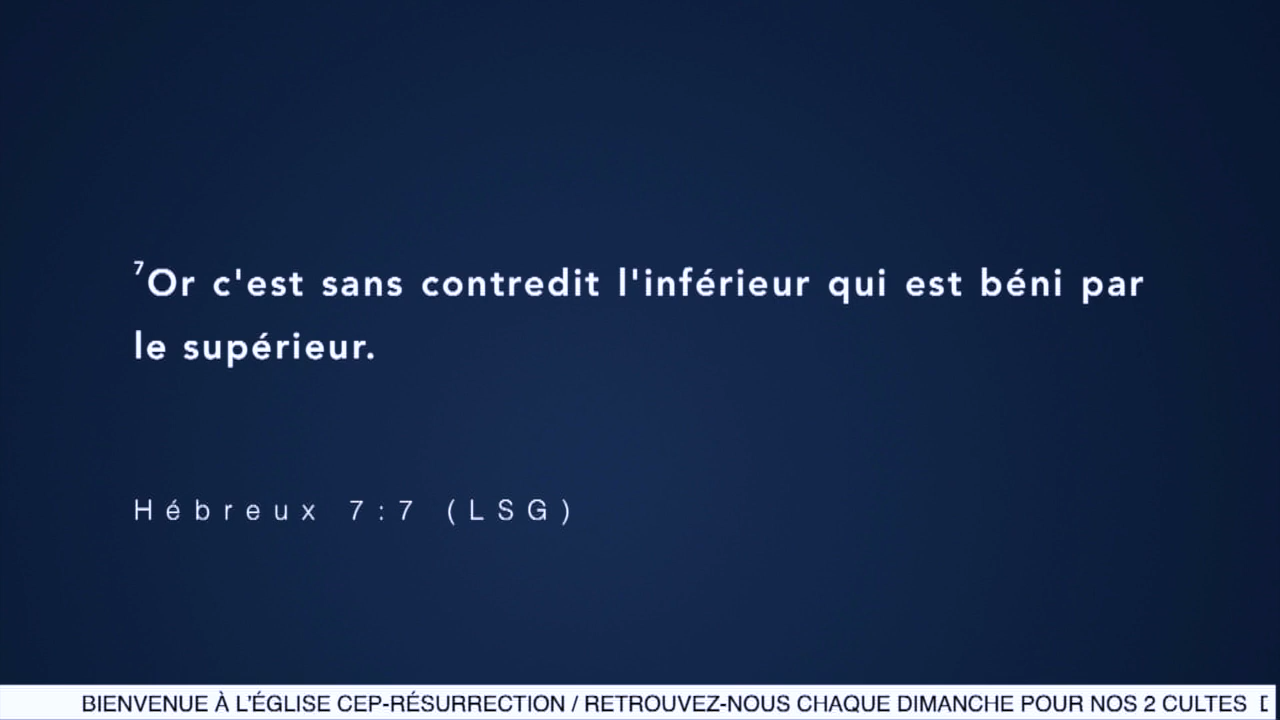 ⁷Or c'est sans contredit l'inférieur qui est béni par
le supérieur.
Hébreux 7:7 (LSG)
BIENVENUE À L'ÉGLISE CEP-RÉSURRECTION / RETROUVEZ-NOUS CHAQUE DIMANCHE POUR NOS 2 CULTES